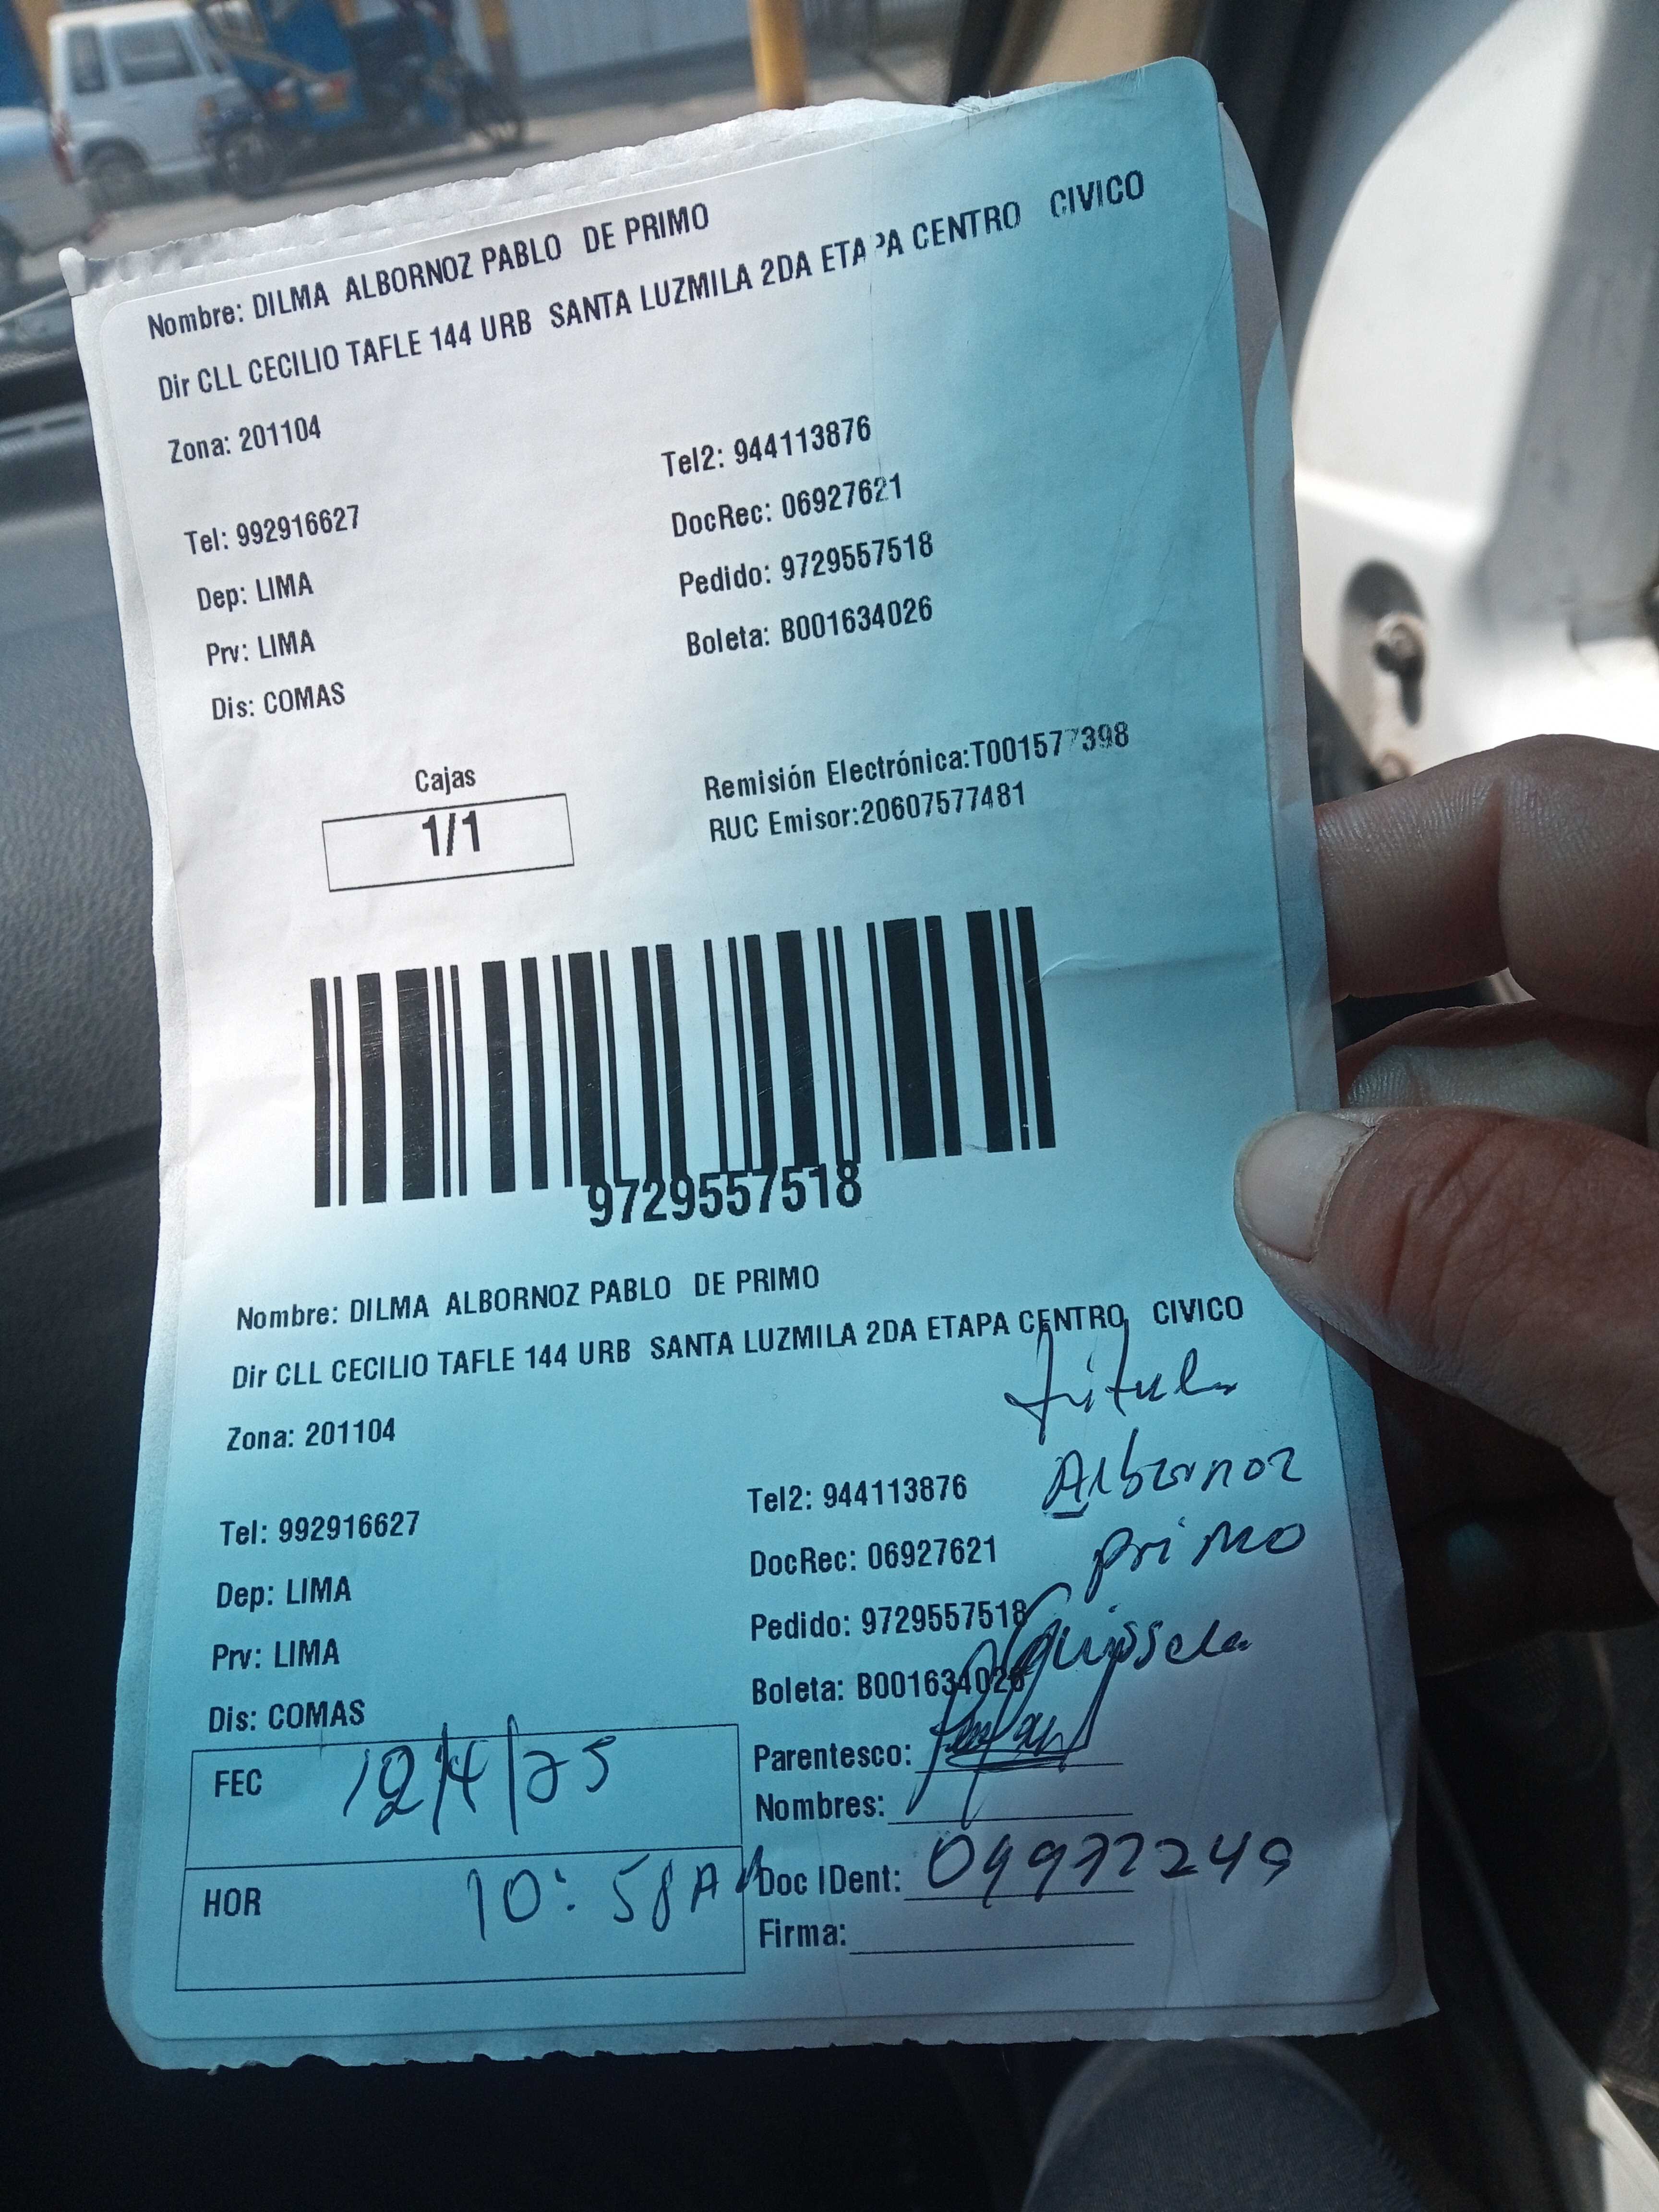 Nombre: DILMA ALBORNOZ PABLO DE PRIMO
Dir CLL CECILIO TAFLE 144 URB SANTA LUZMILA 2DA ETAPA CENTRO CIVICO
Zona: 201104
Tel2: 944113876
Tel: 992916627
DocRec: 06927621
Dep: LIMA
Pedido: 9729557518
Prv: LIMA
Boleta: B001634026
Dis: COMAS
Cajas
1/1
Remisión Electrónica:T001577398
RUC Emisor:20607577481
9729557518
Nombre: DILMA ALBORNOZ PABLO DE PRIMO
Dir CLL CECILIO TAFLE 144 URB SANTA LUZMILA 2DA ETAPA CENTRO CIVICO
Zona: 201104
Albornoz
Tel2: 944113876
Tel: 992916627
primo
DocRec: 06927621
Dep: LIMA
Pedido: 9729557518
Prv: LIMA
Boleta: B001634026
Dis: COMAS
Parentesco:
FEC 12/4/25
Nombres:
HOR 10:58AM
Doc IDent:
Firma: